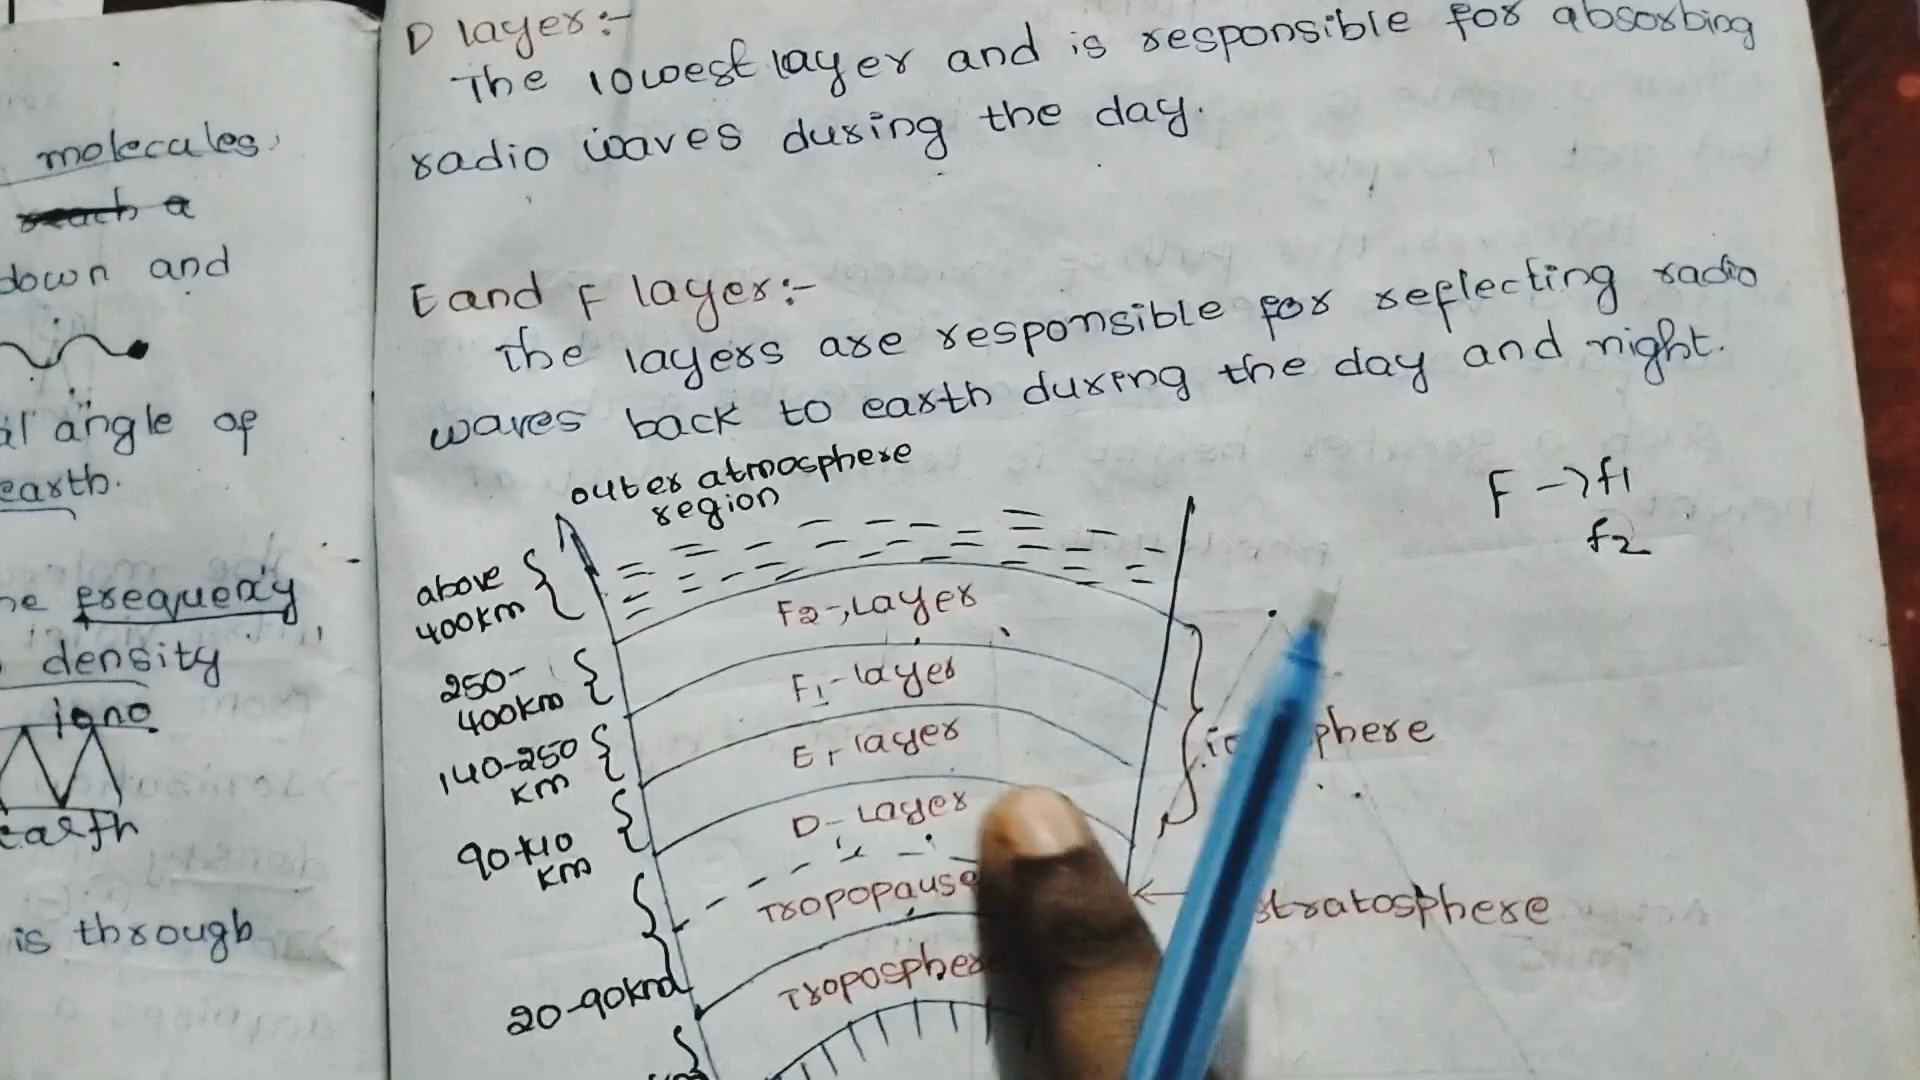 molecules,
a
down and
angle of
earth.
frequency
density
iono
earth
is through
D layer:-
The lowest layer and is responsible for absorbing
radio waves during the day.
E and F layer:-
The layers are responsible for reflecting radio
waves back to earth during the day and night.
outer atmosphere
region
F -> f1
f2
above
400km
F2-, Layer
250-
400km
F1- layer
140-250
km
E, layer
phere
D- Layer
90-140
km
Tropopause
stratosphere
20-90km
Troposphere